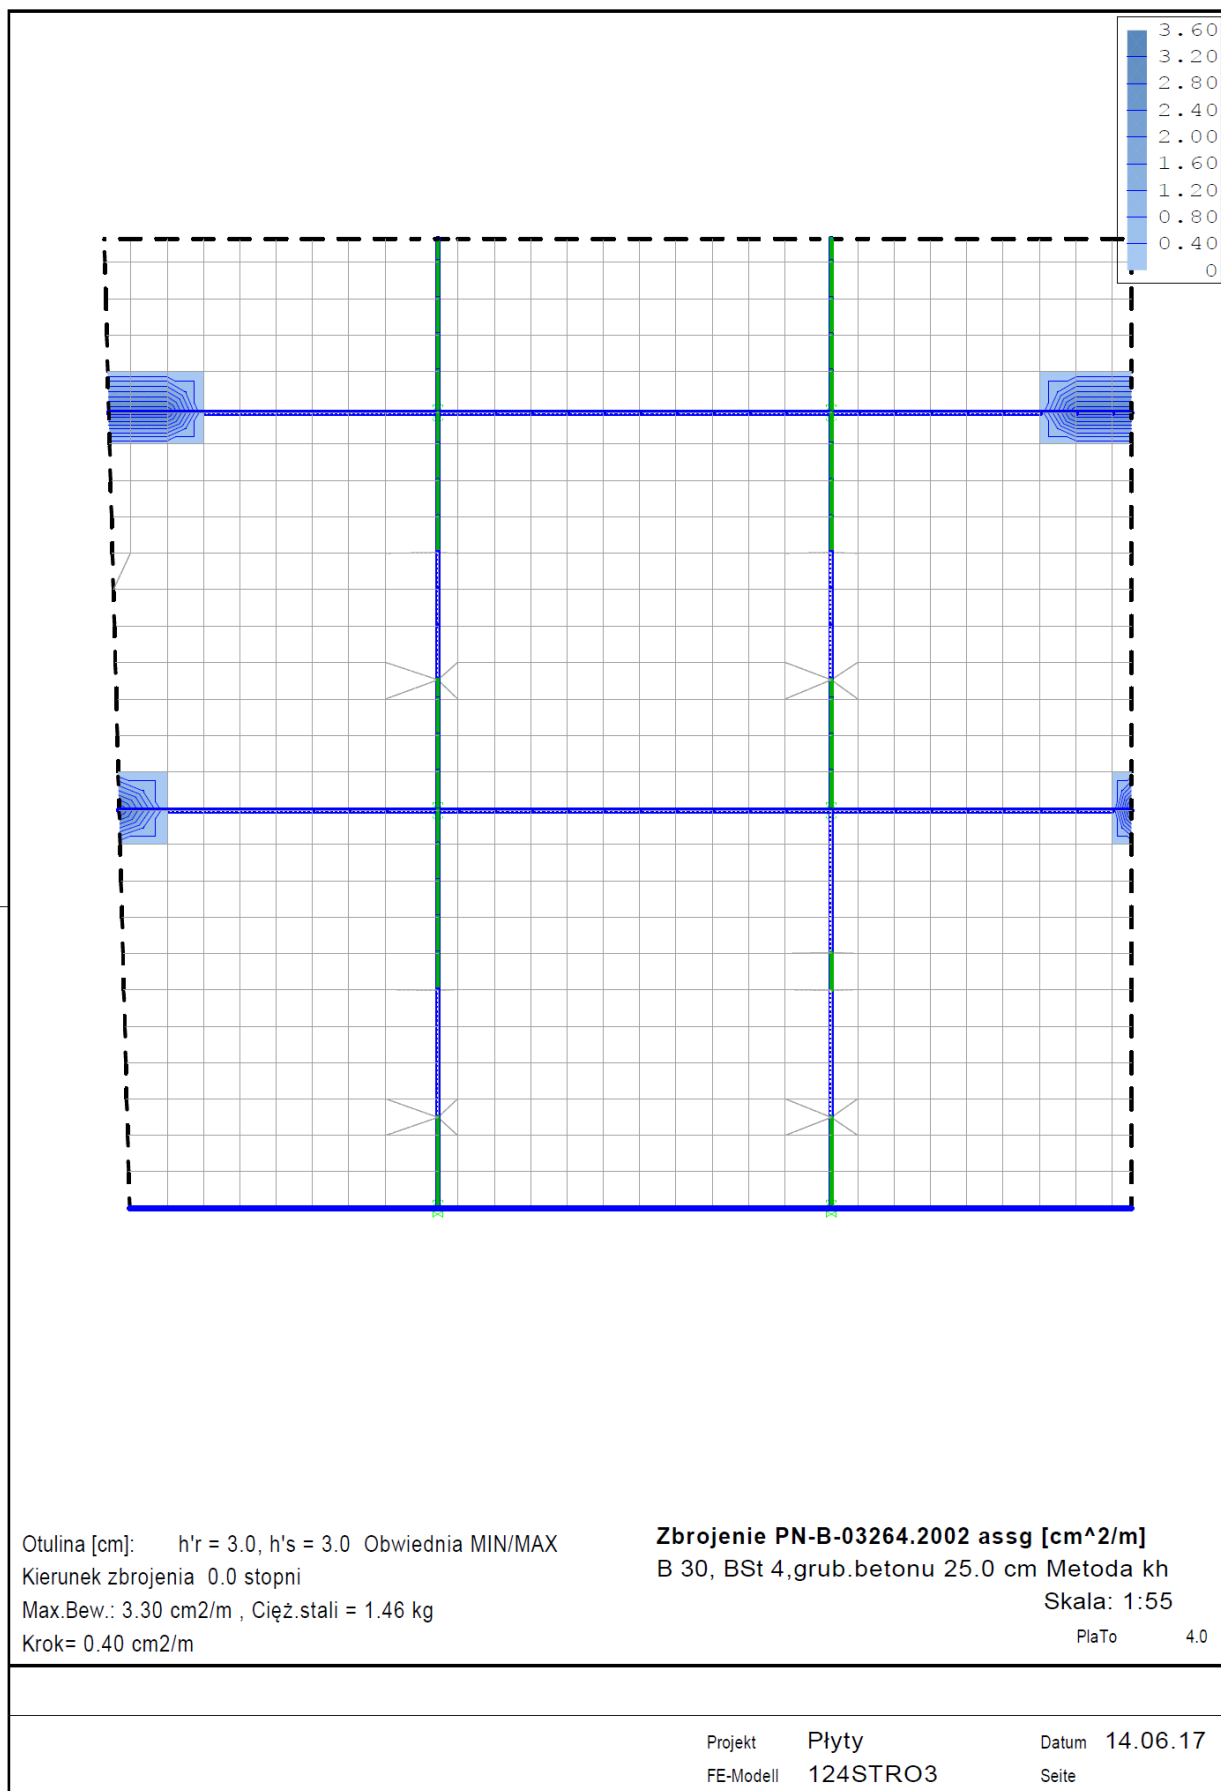 3.60
3.20
2.80
2.40
2.00
1.60
1.20
0.80
0.40
0
Otulina [cm]: h'r = 3.0, h's = 3.0 Obwiednia MIN/MAX
Kierunek zbrojenia 0.0 stopni
Max.Bew.: 3.30 cm2/m , Cięż.stali = 1.46 kg
Krok= 0.40 cm2/m
Zbrojenie PN-B-03264.2002 assg [cm^2/m]
B 30, BSt 4,grub.betonu 25.0 cm Metoda kh
Skala: 1:55
PlaTo 4.0
Projekt Płyty Datum 14.06.17
FE-Modell 124STRO3 Seite